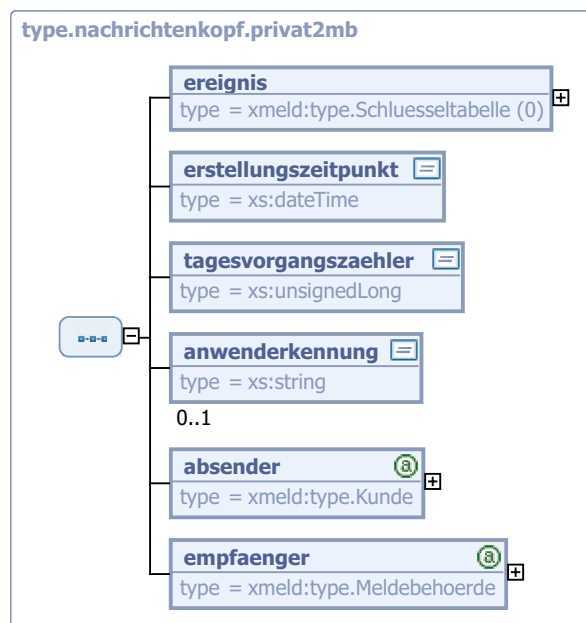 type.nachrichtenkopf.privat2mb
ereignis
type = xmeld:type.Schluesseltabelle (0)
erstellungszeitpunkt
type = xs:dateTime
tagesvorgangszaehler
type = xs:unsignedLong
anwenderkennung
type = xs:string
0..1
absender
type = xmeld:type.Kunde
empfaenger
type = xmeld:type.Meldebehoerde